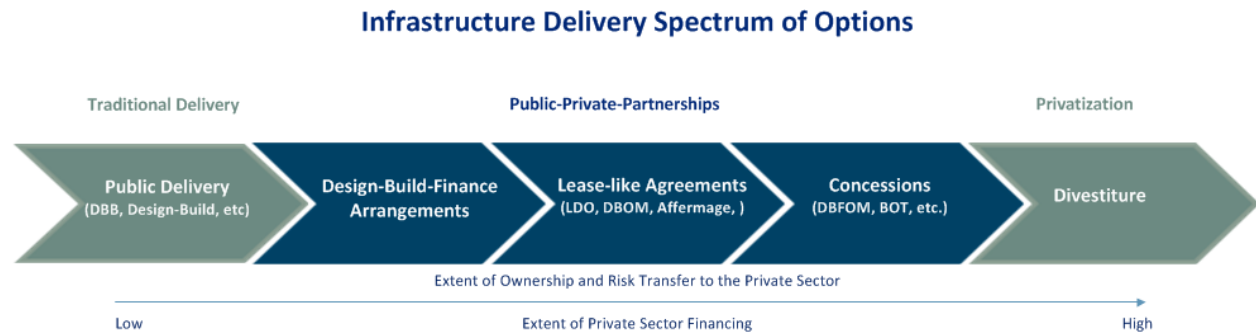 Infrastructure Delivery Spectrum of Options
Traditional Delivery
Public-Private-Partnerships
Privatization
Public Delivery
(DBB, Design-Build, etc)
Design-Build-Finance
Arrangements
Lease-like Agreements
(LDO, DBOM, Affermage, )
Concessions
(DBFOM, BOT, etc.)
Divestiture
Extent of Ownership and Risk Transfer to the Private Sector
Low
Extent of Private Sector Financing
High